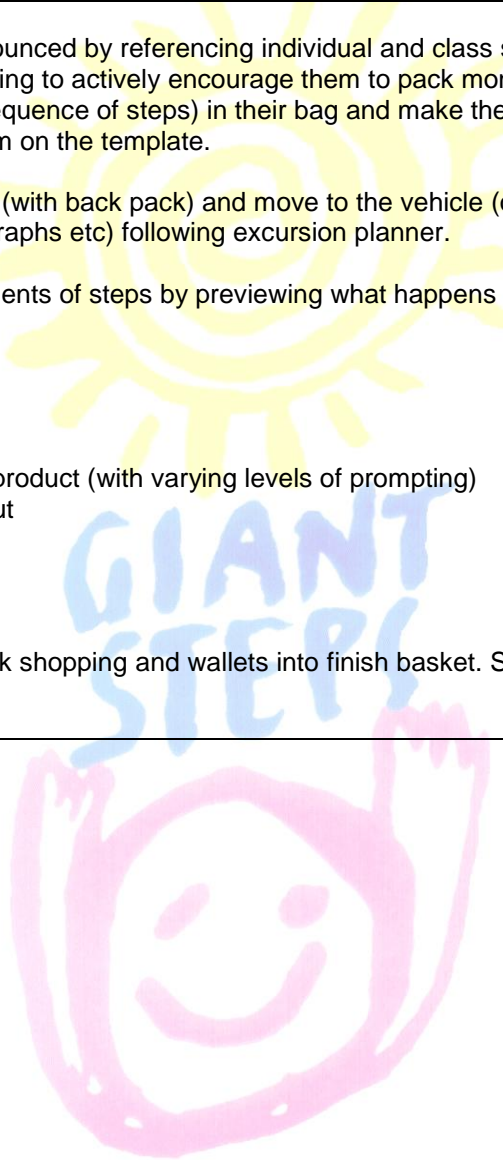 ounced by referencing individual and class s
ing to actively encourage them to pack mor
equence of steps) in their bag and make the
m on the template.
(with back pack) and move to the vehicle (
raphs etc) following excursion planner.
ents of steps by previewing what happens
product (with varying levels of prompting)
ut
GIANT
STEPS
k shopping and wallets into finish basket. S